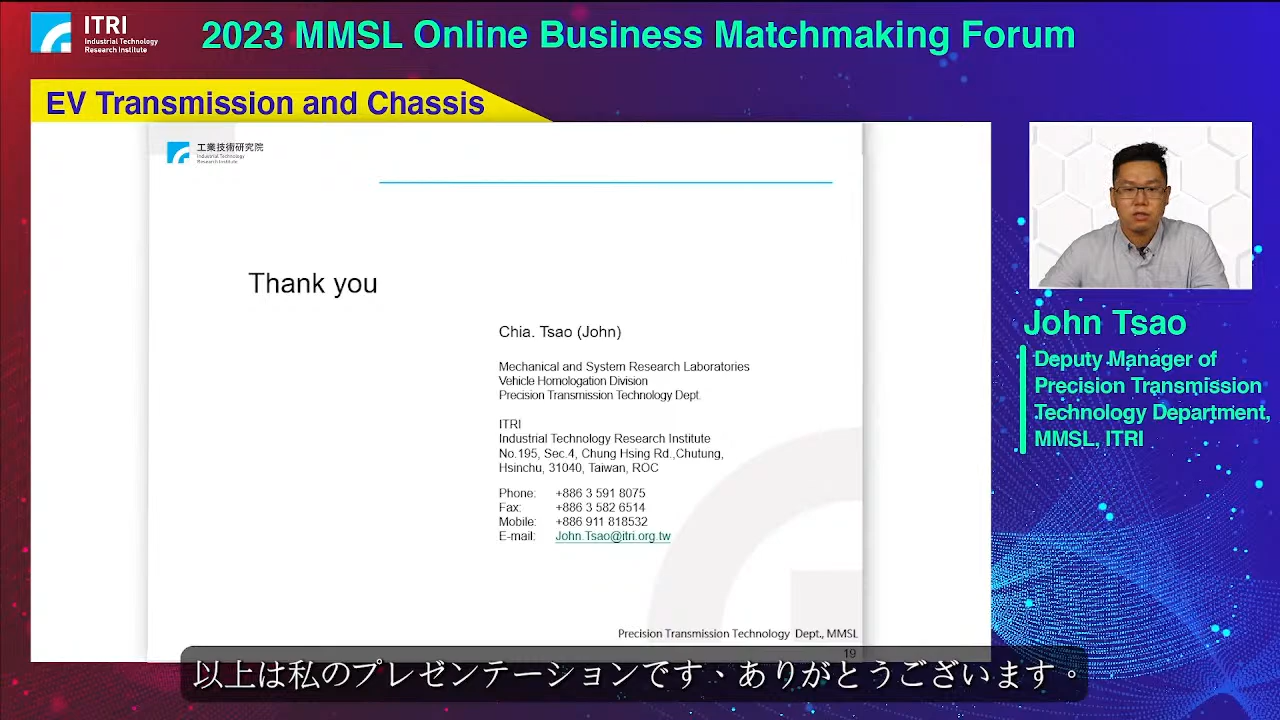 ITRI
Industrial Technology
Research Institute
2023 MMSL Online Business Matchmaking Forum
EV Transmission and Chassis
工業技術研究院
Industrial Technology
Research Institute
Thank you
Chia. Tsao (John)
Mechanical and System Research Laboratories
Vehicle Homologation Division
Precision Transmission Technology Dept.
ITRI
Industrial Technology Research Institute
No.195, Sec.4, Chung Hsing Rd.,Chutung,
Hsinchu, 31040, Taiwan, ROC
Phone: +886 3 591 8075
Fax: +886 3 582 6514
Mobile: +886 911 818532
E-mail: John.Tsao@itri.org.tw
Precision Transmission Technology Dept., MMSL
19
John Tsao
Deputy Manager of
Precision Transmission
Technology Department,
MMSL, ITRI
以上は私のプレゼンテーションです、ありがとうございます。